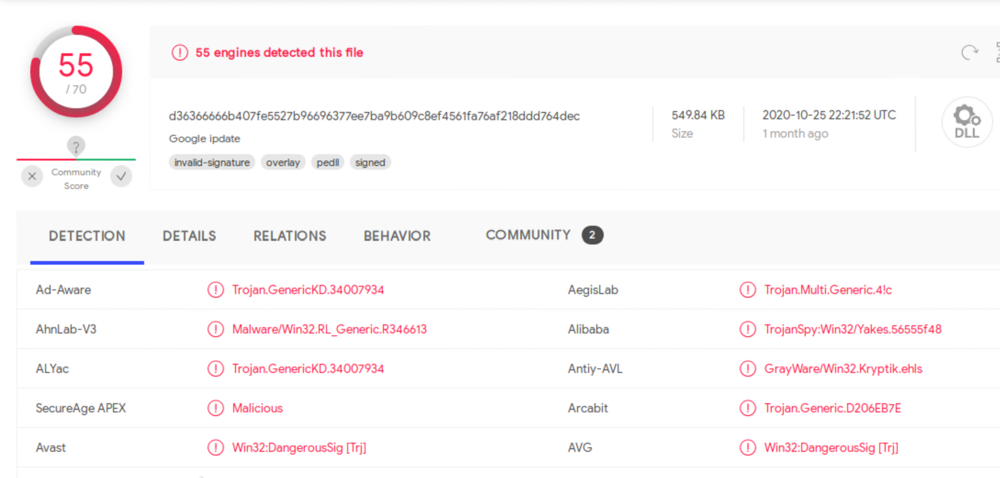 55
/ 70
55 engines detected this file
d36366666b407fe5527b96696377ee7ba9b609c8ef4561fa76af218ddd764dec
Google ipdate
invalid-signature overlay pedll signed
549.84 KB
Size
2020-10-25 22:21:52 UTC
1 month ago
DLL
?
Community
Score
DETECTION DETAILS RELATIONS BEHAVIOR COMMUNITY 2
Ad-Aware Trojan.GenericKD.34007934 AegisLab Trojan.Multi.Generic.4!c
AhnLab-V3 Malware/Win32.RL_Generic.R346613 Alibaba TrojanSpy:Win32/Yakes.56555f48
ALYac Trojan.GenericKD.34007934 Antiy-AVL GrayWare/Win32.Kryptik.ehls
SecureAge APEX Malicious Arcabit Trojan.Generic.D206EB7E
Avast Win32:DangerousSig [Trj] AVG Win32:DangerousSig [Trj]